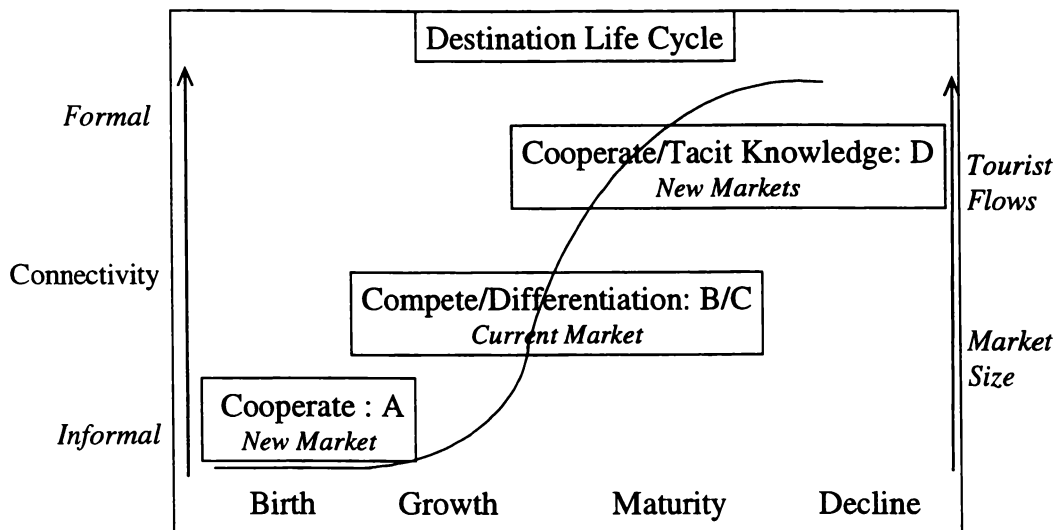 Destination Life Cycle
Formal
Cooperate/Tacit Knowledge: D
New Markets
Tourist
Flows
Connectivity
Compete/Differentiation: B/C
Current Market
Market
Size
Cooperate : A
New Market
Informal
Birth Growth Maturity Decline